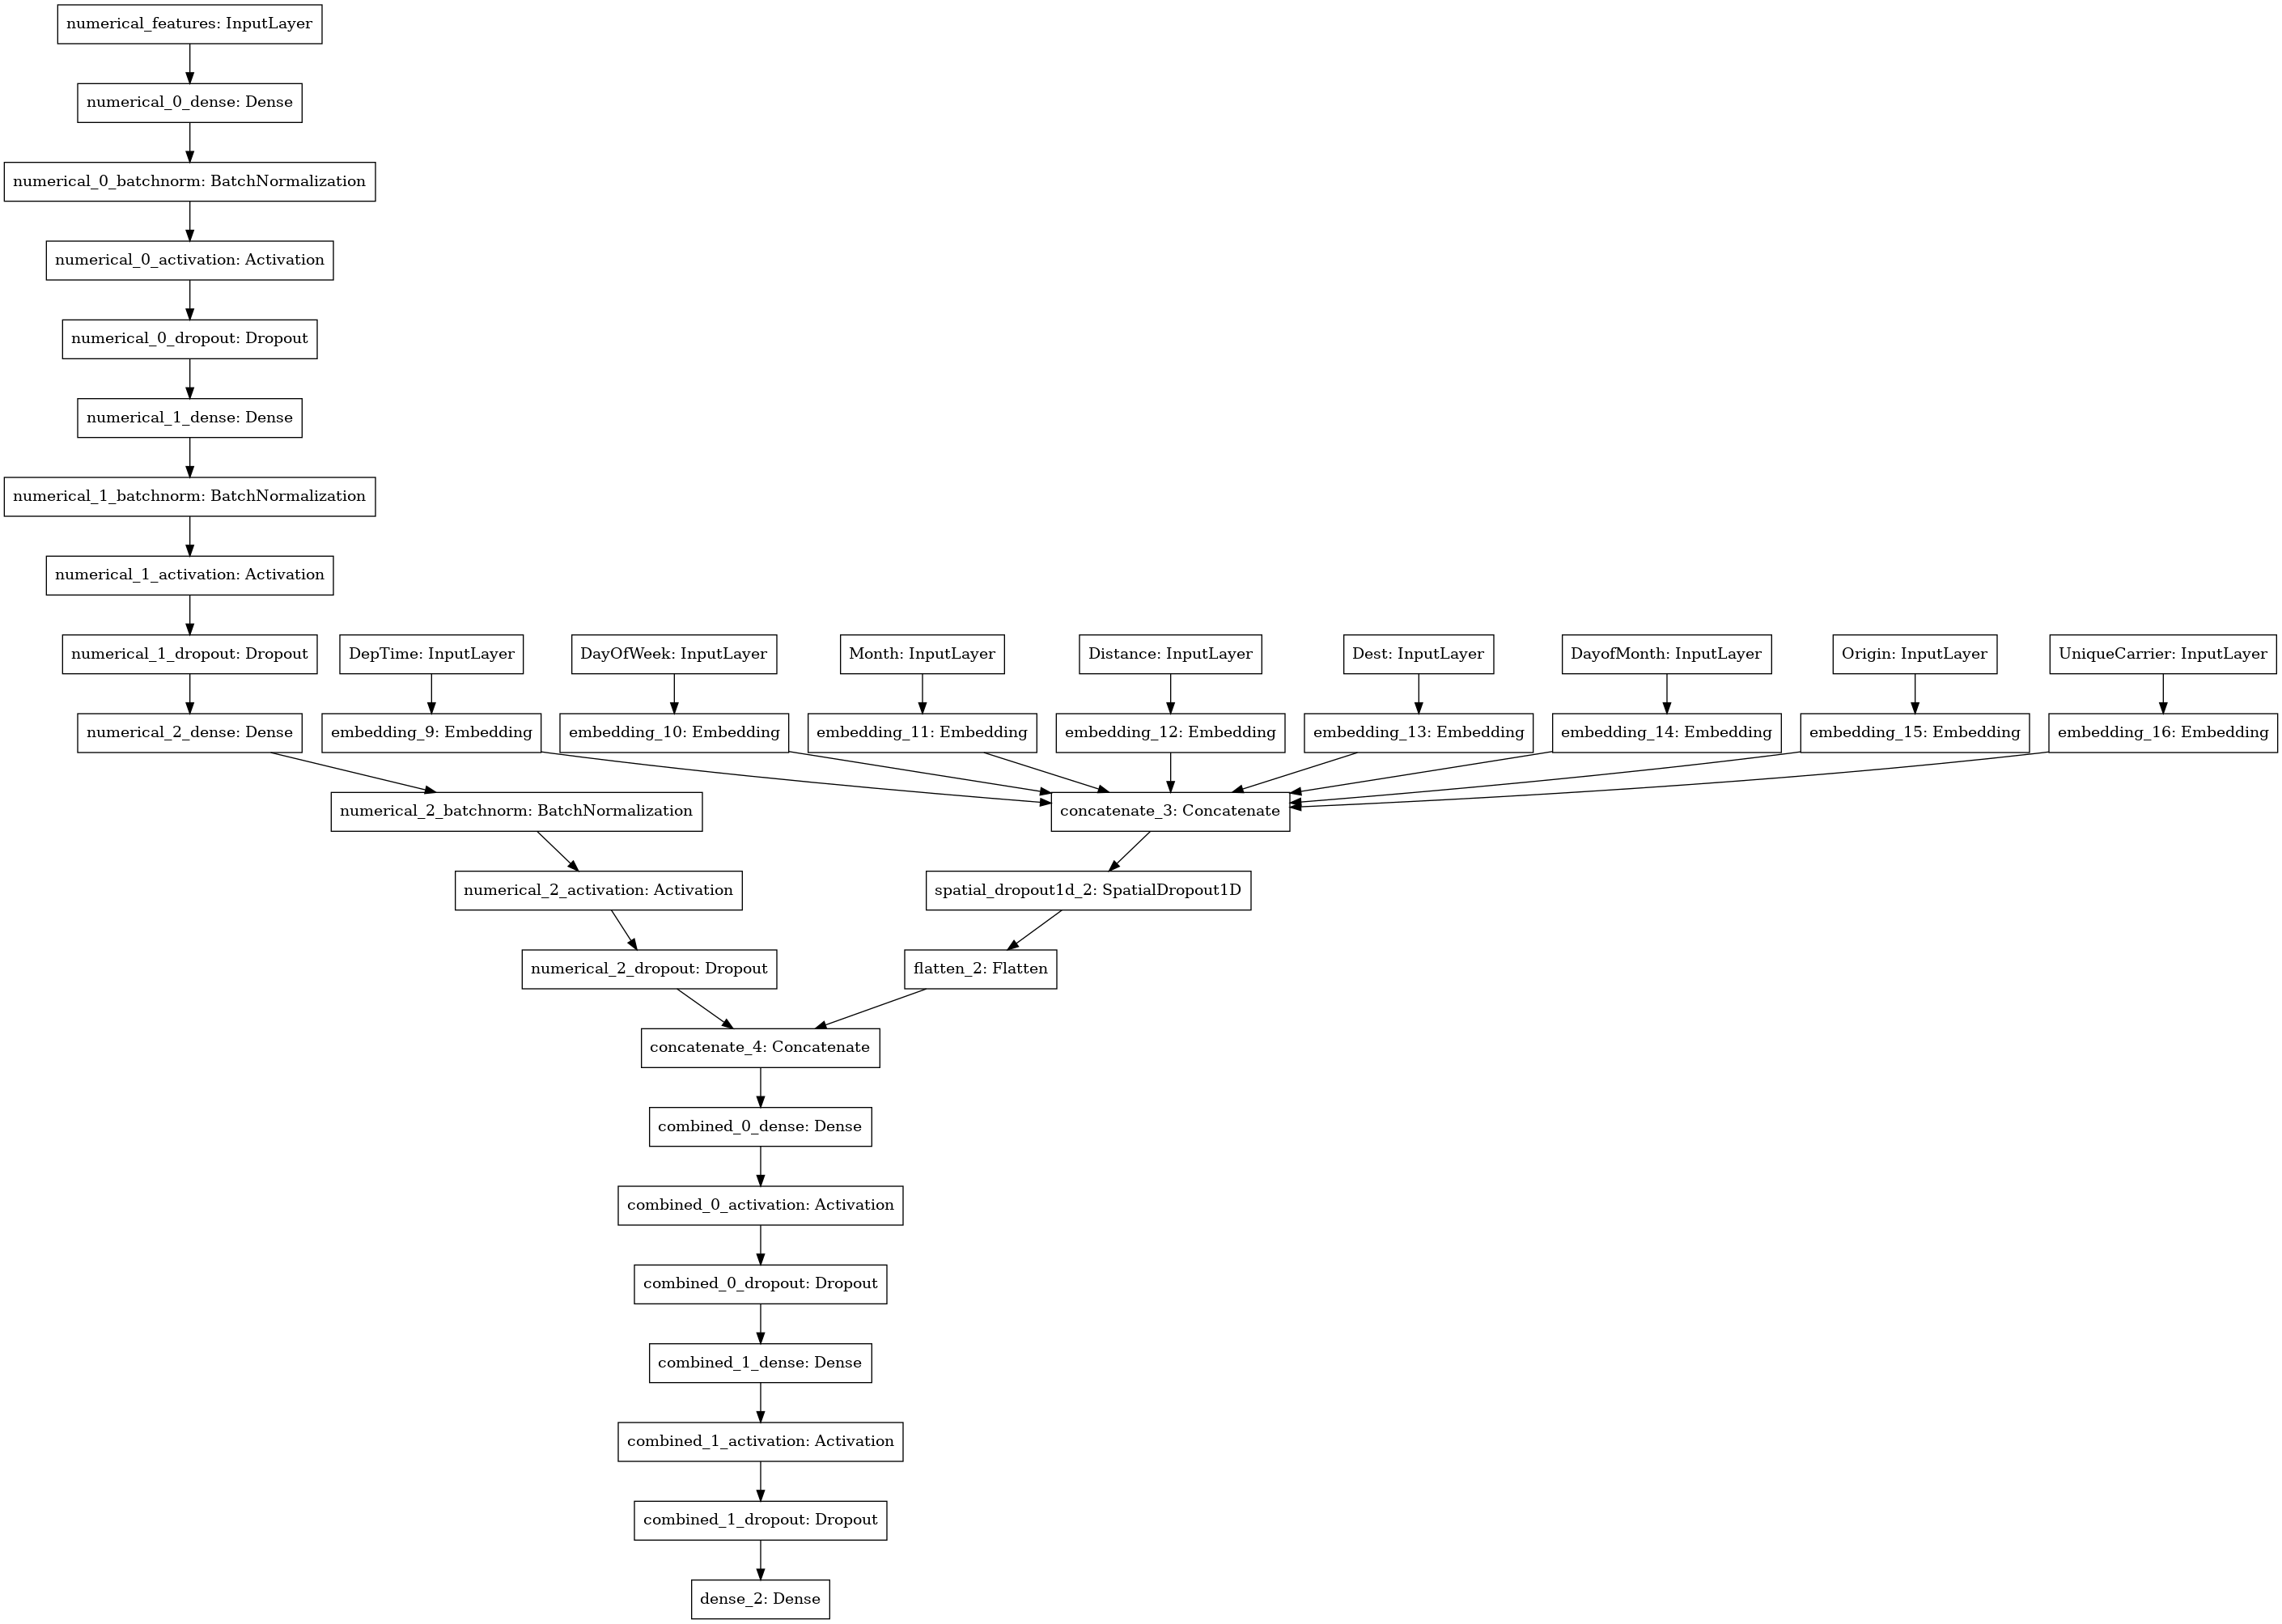 numerical_features: InputLayer
numerical_0_dense: Dense
numerical_0_batchnorm: BatchNormalization
numerical_0_activation: Activation
numerical_0_dropout: Dropout
numerical_1_dense: Dense
numerical_1_batchnorm: BatchNormalization
numerical_1_activation: Activation
numerical_1_dropout: Dropout
DepTime: InputLayer
DayOfWeek: InputLayer
Month: InputLayer
Distance: InputLayer
Dest: InputLayer
DayofMonth: InputLayer
Origin: InputLayer
UniqueCarrier: InputLayer
numerical_2_dense: Dense
embedding_9: Embedding
embedding_10: Embedding
embedding_11: Embedding
embedding_12: Embedding
embedding_13: Embedding
embedding_14: Embedding
embedding_15: Embedding
embedding_16: Embedding
numerical_2_batchnorm: BatchNormalization
concatenate_3: Concatenate
numerical_2_activation: Activation
spatial_dropout1d_2: SpatialDropout1D
numerical_2_dropout: Dropout
flatten_2: Flatten
concatenate_4: Concatenate
combined_0_dense: Dense
combined_0_activation: Activation
combined_0_dropout: Dropout
combined_1_dense: Dense
combined_1_activation: Activation
combined_1_dropout: Dropout
dense_2: Dense